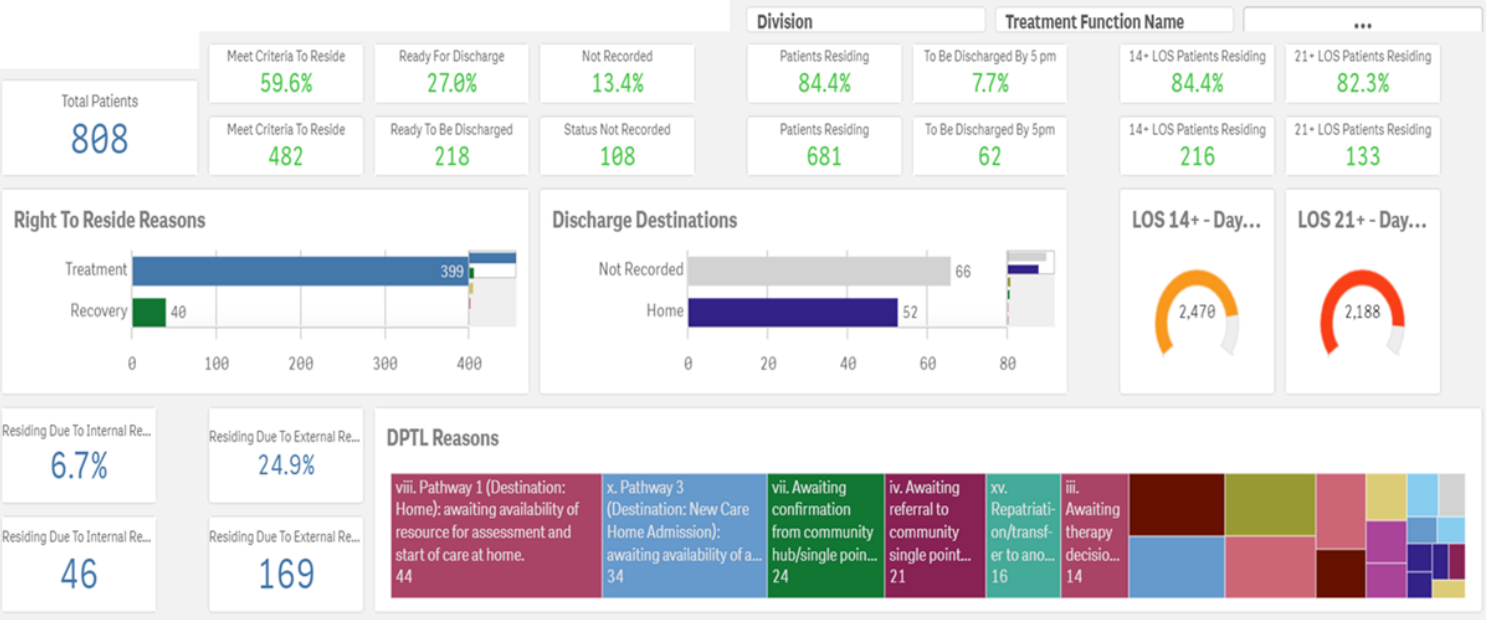 Division
Treatment Function Name
...
Total Patients
808
Meet Criteria To Reside
59.6%
Ready For Discharge
27.0%
Not Recorded
13.4%
Patients Residing
84.4%
To Be Discharged By 5 pm
7.7%
14+ LOS Patients Residing
84.4%
21+ LOS Patients Residing
82.3%
Meet Criteria To Reside
482
Ready To Be Discharged
218
Status Not Recorded
108
Patients Residing
681
To Be Discharged By 5pm
62
14+ LOS Patients Residing
216
21+ LOS Patients Residing
133
Right To Reside Reasons
Treatment
399
Recovery
40
0 100 200 300 400
Discharge Destinations
Not Recorded
66
Home
52
0 20 40 60 80
LOS 14+ - Day...
2,470
LOS 21+ - Day...
2,188
Residing Due To Internal Re...
6.7%
Residing Due To External Re...
24.9%
Residing Due To Internal Re...
46
Residing Due To External Re...
169
DPTL Reasons
viii. Pathway 1 (Destination:
Home): awaiting availability of
resource for assessment and
start of care at home.
44
x. Pathway 3
(Destination: New Care
Home Admission):
awaiting availability of a...
34
vii. Awaiting
confirmation
from community
hub/single poin...
24
iv. Awaiting
referral to
community
single point...
21
xv.
Repatriati-
on/transf-
er to ano...
16
iii.
Awaiting
therapy
decisio...
14